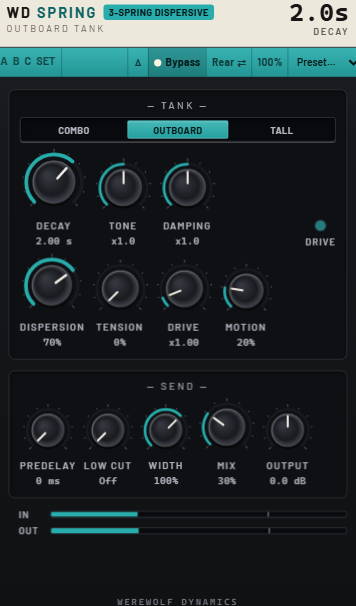 WD SPRING 3-SPRING DISPERSIVE 2.0s
OUTBOARD TANK DECAY
A B C SET Δ Bypass Rear ⇄ 100% Preset...
— TANK —
COMBO OUTBOARD TALL
DECAY TONE DAMPING
2.00 s x1.0 x1.0
DRIVE
DISPERSION TENSION DRIVE MOTION
70% 0% x1.00 20%
— SEND —
PREDELAY LOW CUT WIDTH MIX OUTPUT
0 ms Off 100% 30% 0.0 dB
IN
OUT
WEREWOLF DYNAMICS